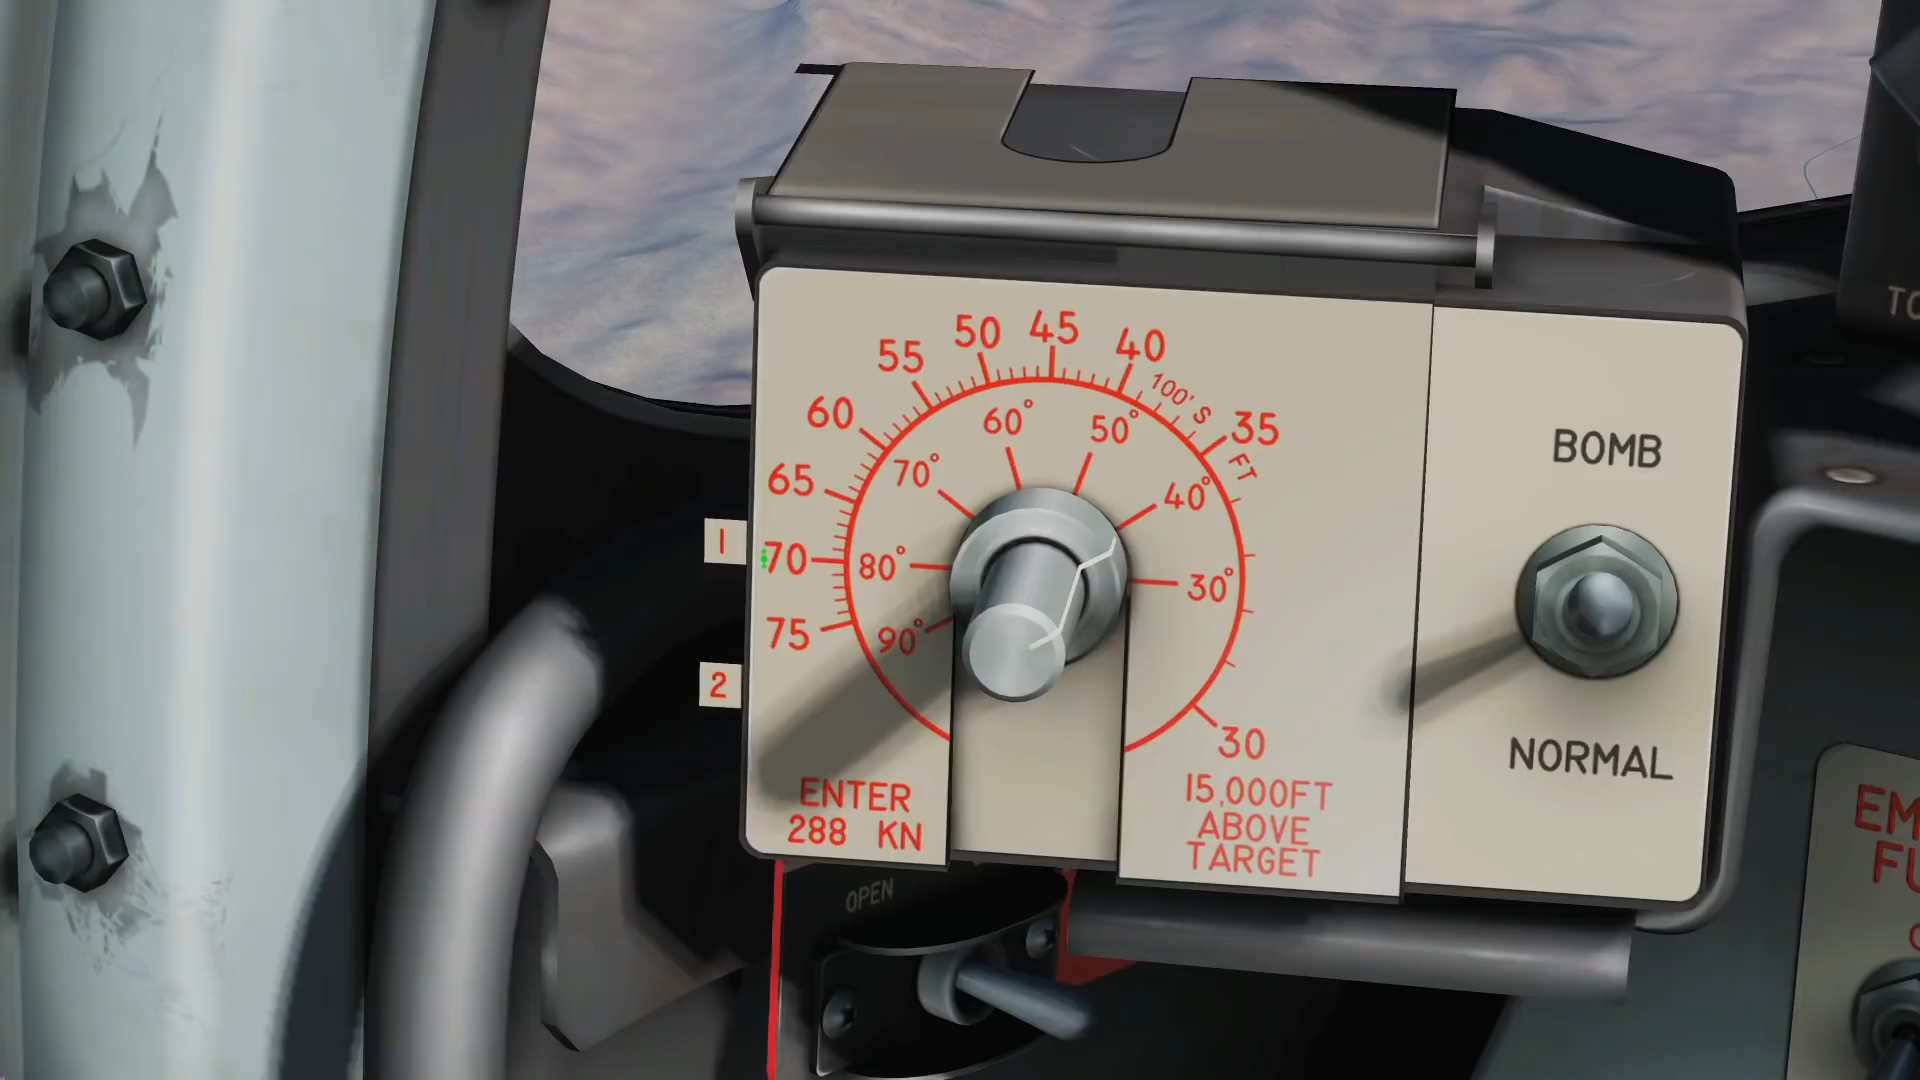 50
45
40
55
100'S
35
FT
60
60°
50°
70°
65
40°
1
70
80°
30°
75
90°
2
30
ENTER
288 KN
15,000FT
ABOVE
TARGET
BOMB
NORMAL
OPEN